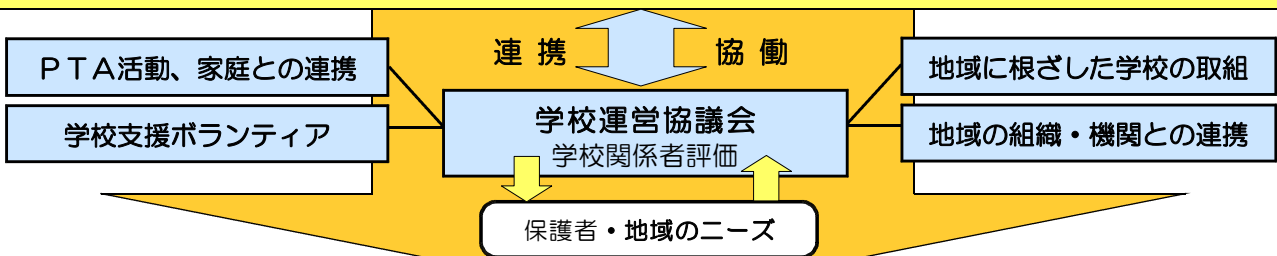 連携 協働
ＰＴＡ活動、家庭との連携
学校支援ボランティア
学校運営協議会
学校関係者評価
地域に根ざした学校の取組
地域の組織・機関との連携
保護者・地域のニーズ